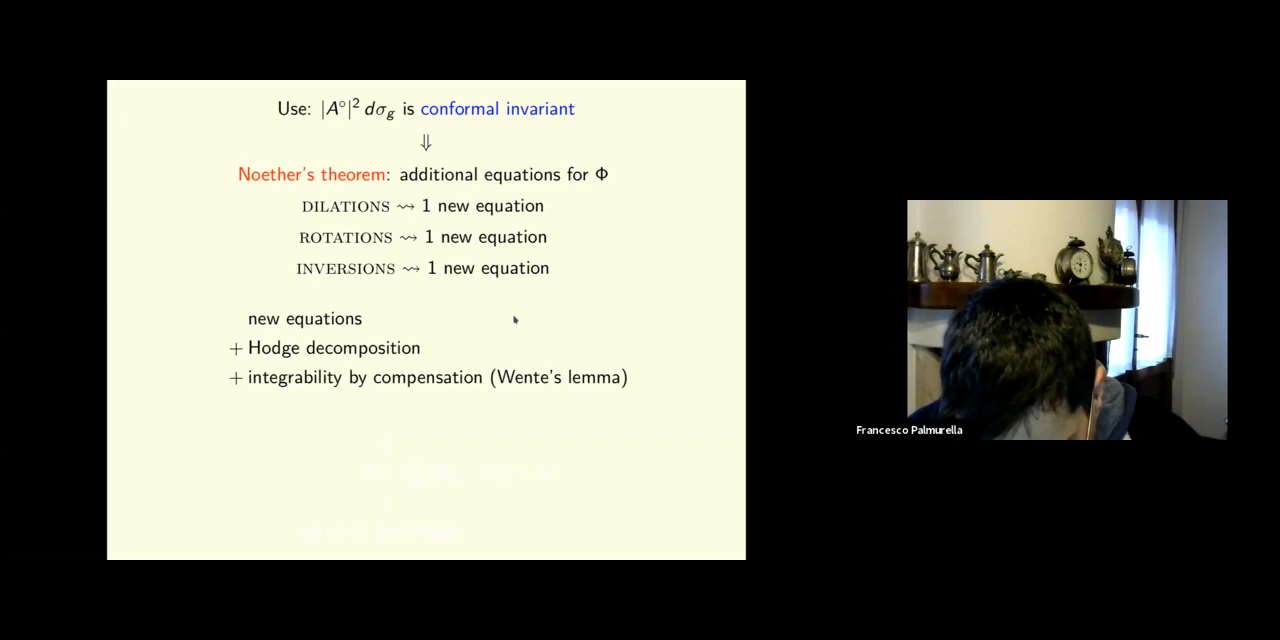 Use: |A°|² dσ_g is conformal invariant
⇓
Noether's theorem: additional equations for Φ
DILATIONS ⇝ 1 new equation
ROTATIONS ⇝ 1 new equation
INVERSIONS ⇝ 1 new equation
new equations
+ Hodge decomposition
+ integrability by compensation (Wente's lemma)
Francesco Palmurella